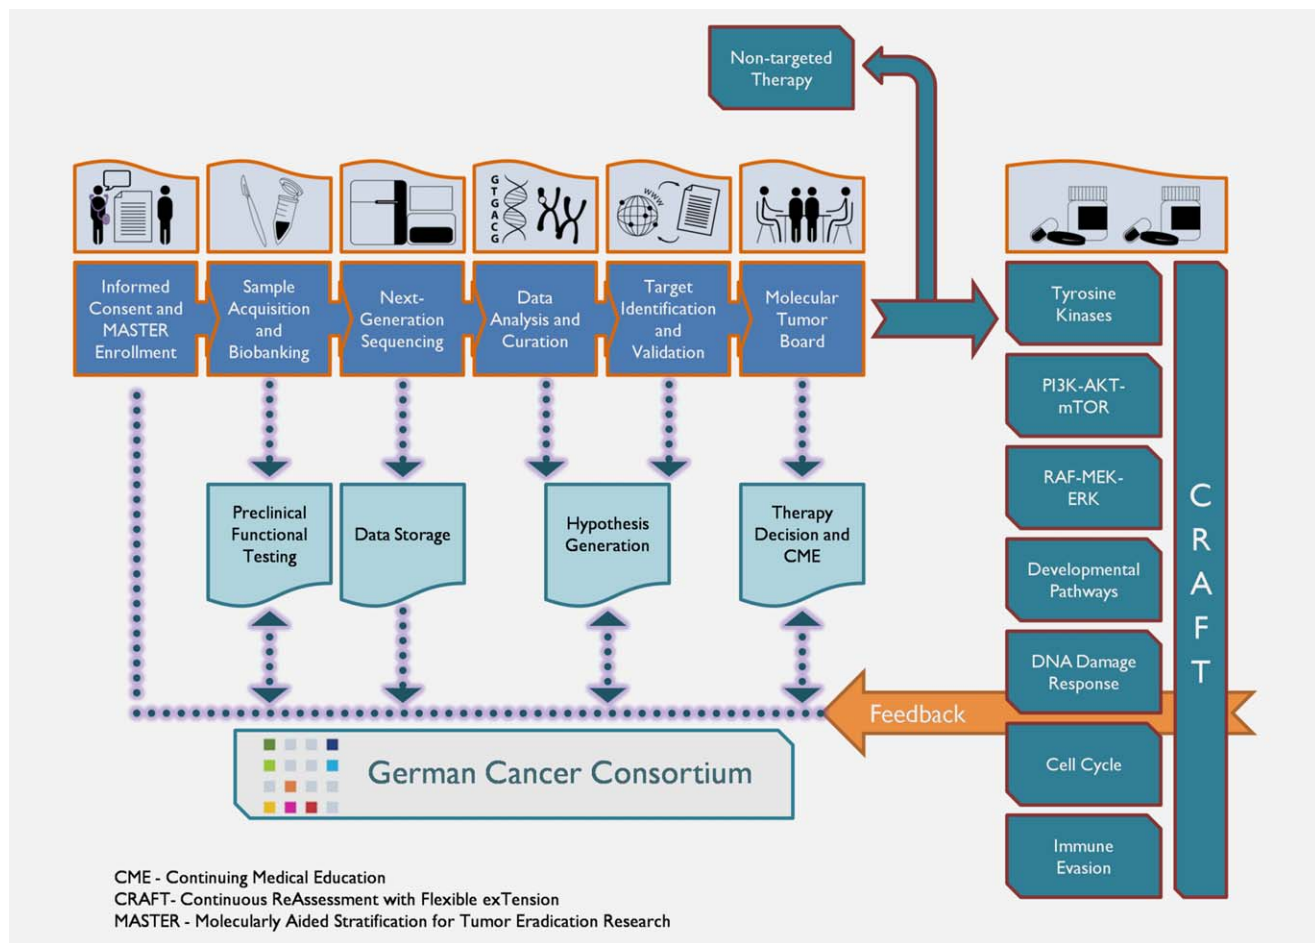 Non-targeted
Therapy
G
T
G
A
C
G
WWW
Informed
Consent and
MASTER
Enrollment
Sample
Acquisition
and
Biobanking
Next-
Generation
Sequencing
Data
Analysis and
Curation
Target
Identification
and
Validation
Molecular
Tumor
Board
Tyrosine
Kinases
PI3K-AKT-
mTOR
RAF-MEK-
ERK
Developmental
Pathways
DNA Damage
Response
Cell Cycle
Immune
Evasion
C
R
A
F
T
Preclinical
Functional
Testing
Data Storage
Hypothesis
Generation
Therapy
Decision and
CME
Feedback
German Cancer Consortium
CME - Continuing Medical Education
CRAFT- Continuous ReAssessment with Flexible exTension
MASTER - Molecularly Aided Stratification for Tumor Eradication Research